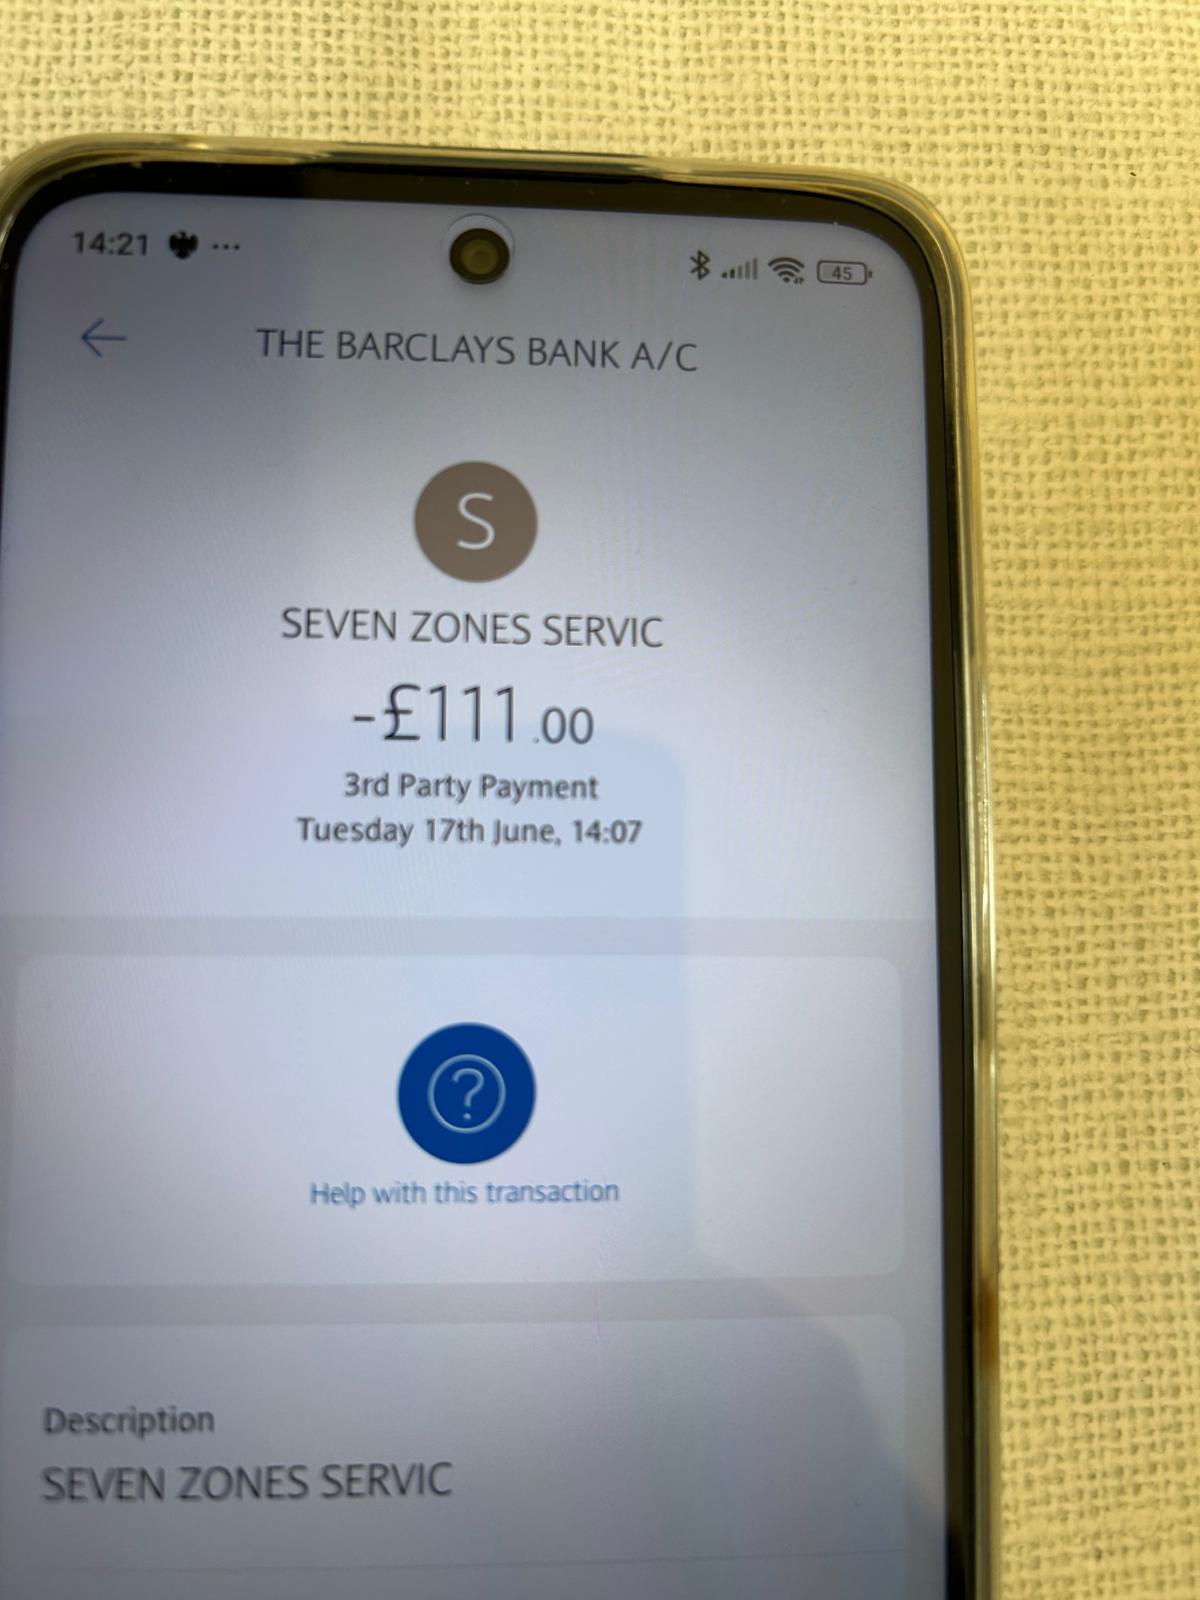 14:21 ...
45
THE BARCLAYS BANK A/C
S
SEVEN ZONES SERVIC
-£111.00
3rd Party Payment
Tuesday 17th June, 14:07
?
Help with this transaction
Description
SEVEN ZONES SERVIC